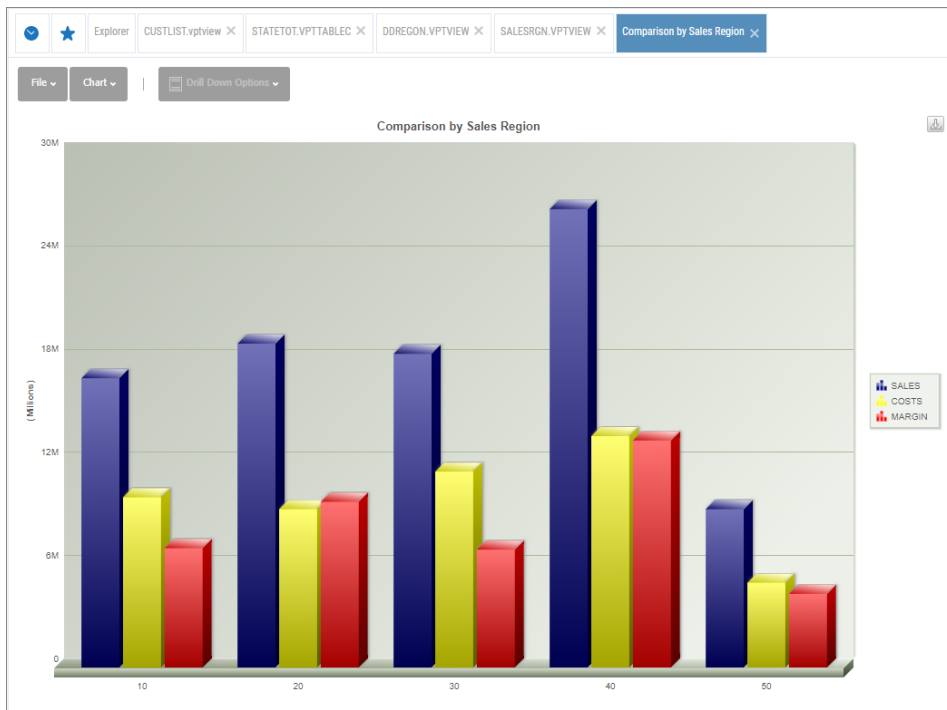 Explorer
CUSTLIST.vptview
STATETOT.VPTTABLEC
DDREGON.VPTVIEW
SALESRGN.VPTVIEW
Comparison by Sales Region
File
Chart
Drill Down Options
Comparison by Sales Region
30M
24M
18M
12M
6M
0
(Millions)
10
20
30
40
50
SALES
COSTS
MARGIN